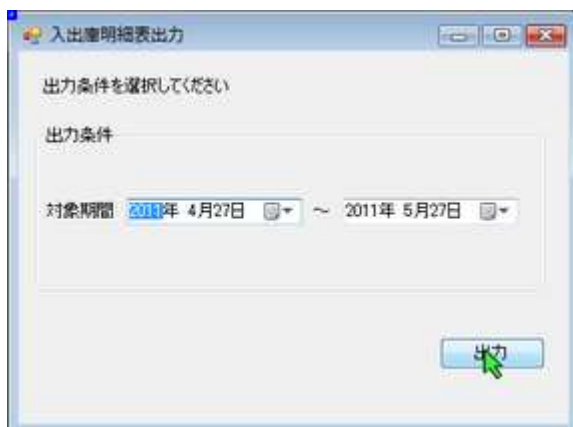 入出庫明細表出力
出力条件を選択してください
出力条件
対象期間 2011年 4月27日 ～ 2011年 5月27日
出力